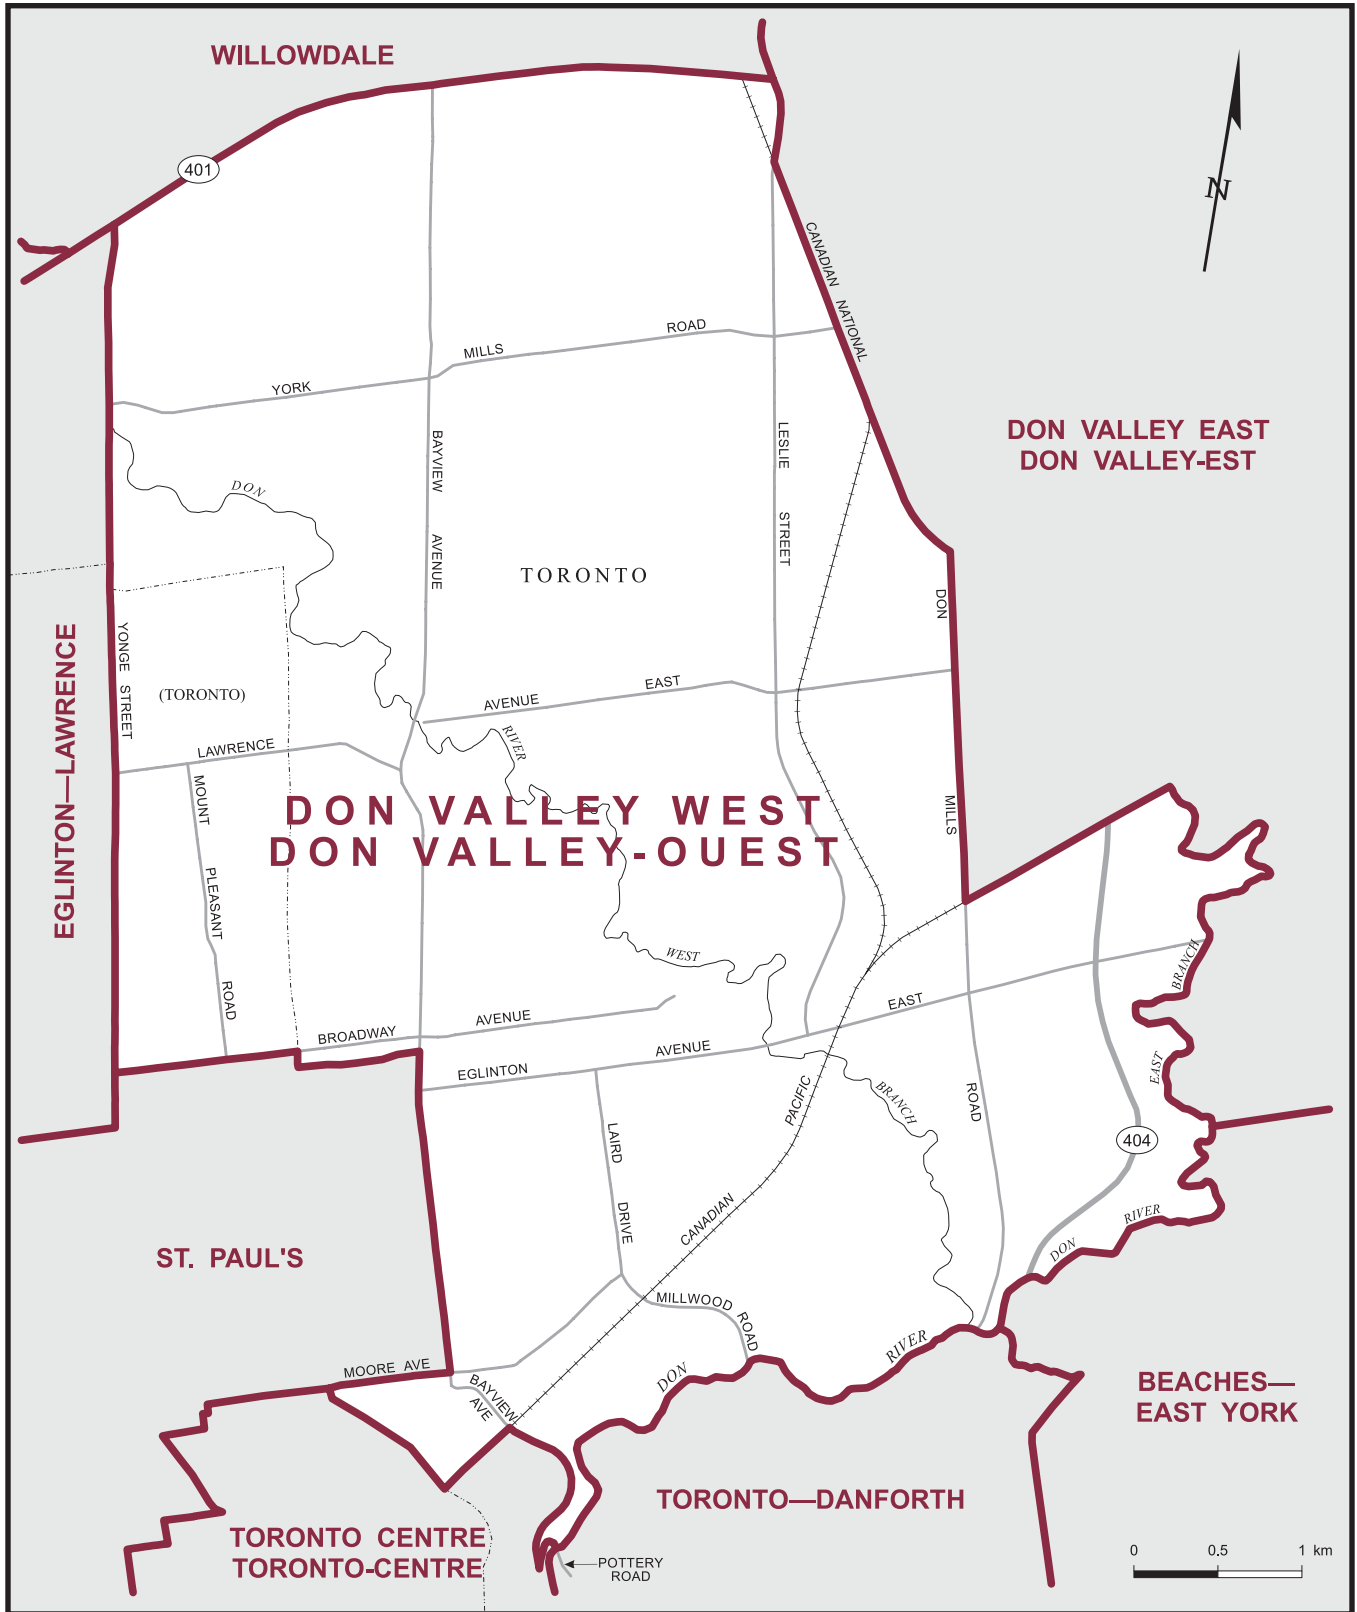 WILLOWDALE
401
N
CANADIAN NATIONAL
YORK MILLS ROAD
DON VALLEY EAST
DON VALLEY-EST
BAYVIEW AVENUE
LESLIE STREET
DON
TORONTO
DON MILLS ROAD
YONGE STREET
(TORONTO)
EGLINTON—LAWRENCE
LAWRENCE AVENUE EAST
RIVER
MOUNT PLEASANT ROAD
DON VALLEY WEST
DON VALLEY-OUEST
WEST
BRANCH
BROADWAY AVENUE
EGLINTON AVENUE EAST
BRANCH
EAST
404
LAIRD DRIVE
CANADIAN PACIFIC
RIVER
DON
ST. PAUL'S
MILLWOOD ROAD
MOORE AVE
BAYVIEW
AVE
DON RIVER
BEACHES—
EAST YORK
TORONTO—DANFORTH
TORONTO CENTRE
TORONTO-CENTRE
POTTERY
ROAD
0 0.5 1 km